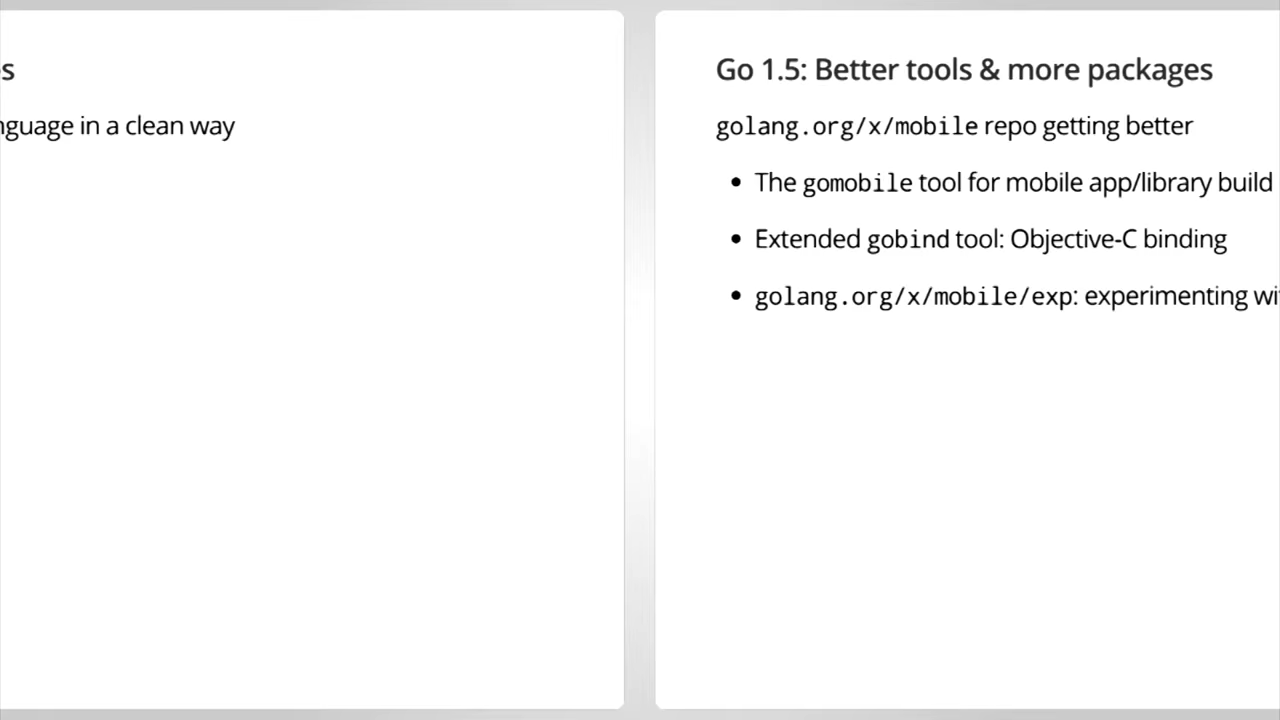 s
nguage in a clean way
Go 1.5: Better tools & more packages
golang.org/x/mobile repo getting better
• The gomobile tool for mobile app/library build
• Extended gobind tool: Objective-C binding
• golang.org/x/mobile/exp: experimenting wi